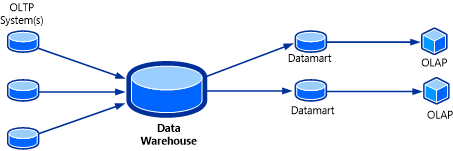 OLTP
System(s)
Datamart
OLAP
Datamart
OLAP
Data
Warehouse